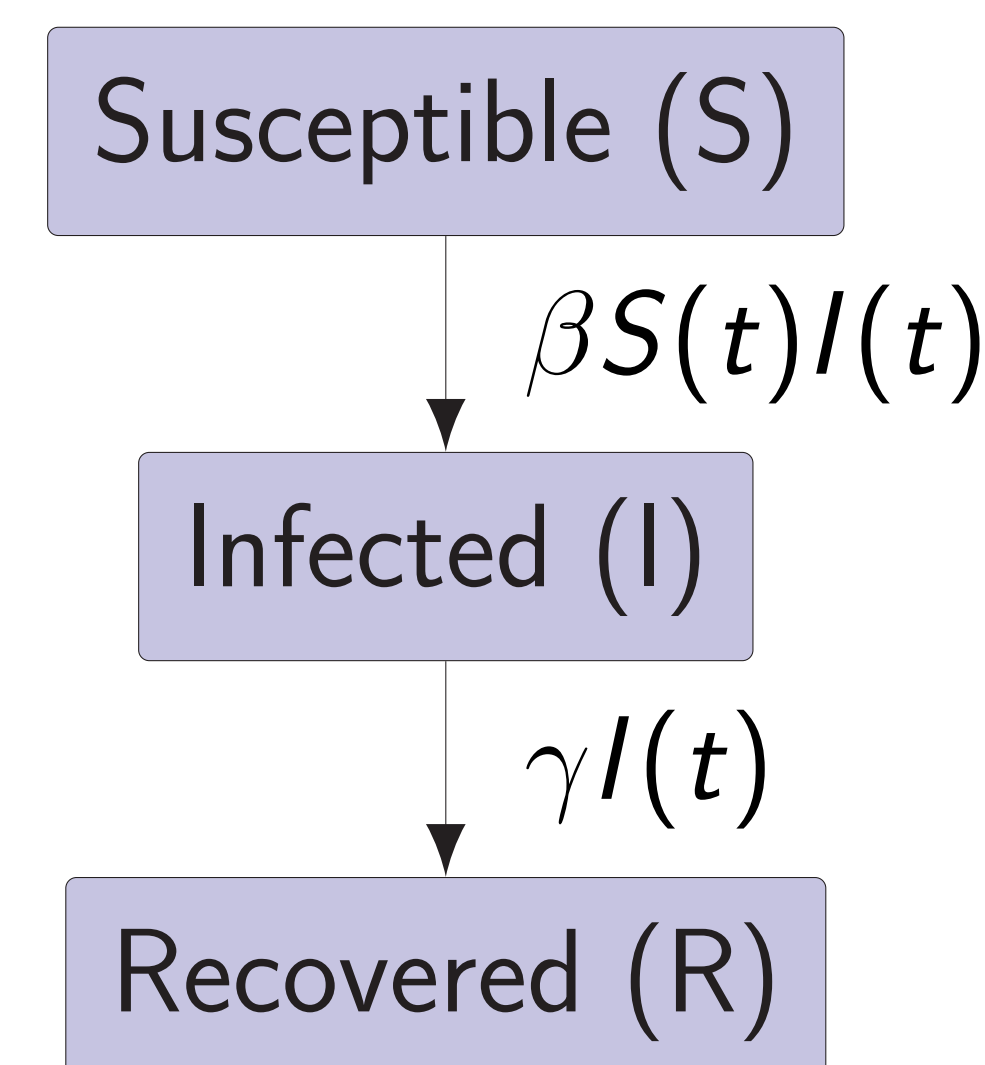 Susceptible (S)
βS(t)I(t)
Infected (I)
γI(t)
Recovered (R)